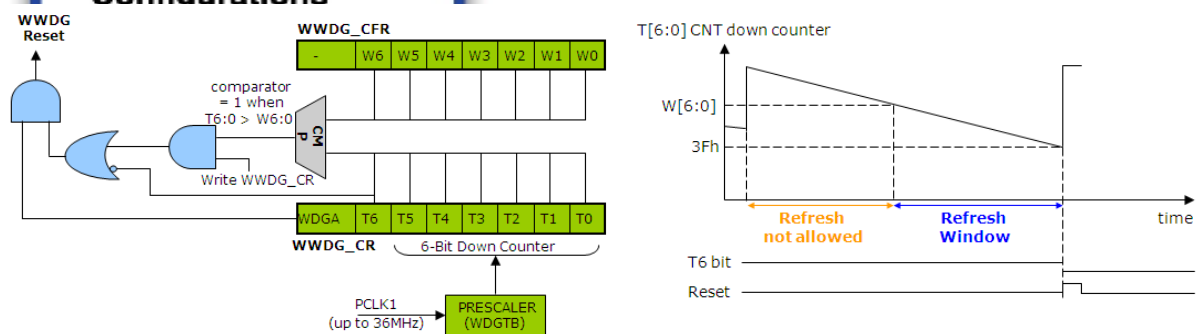 Configurations
WWDG
Reset
WWDG_CFR
- W6 W5 W4 W3 W2 W1 W0
comparator
= 1 when
T6:0 > W6:0
CM
P
Write WWDG_CR
WDGA T6 T5 T4 T3 T2 T1 T0
WWDG_CR
6-Bit Down Counter
PCLK1
(up to 36MHz)
PRESCALER
(WDGTB)
T[6:0] CNT down counter
W[6:0]
3Fh
Refresh
not allowed
Refresh
Window
time
T6 bit
Reset